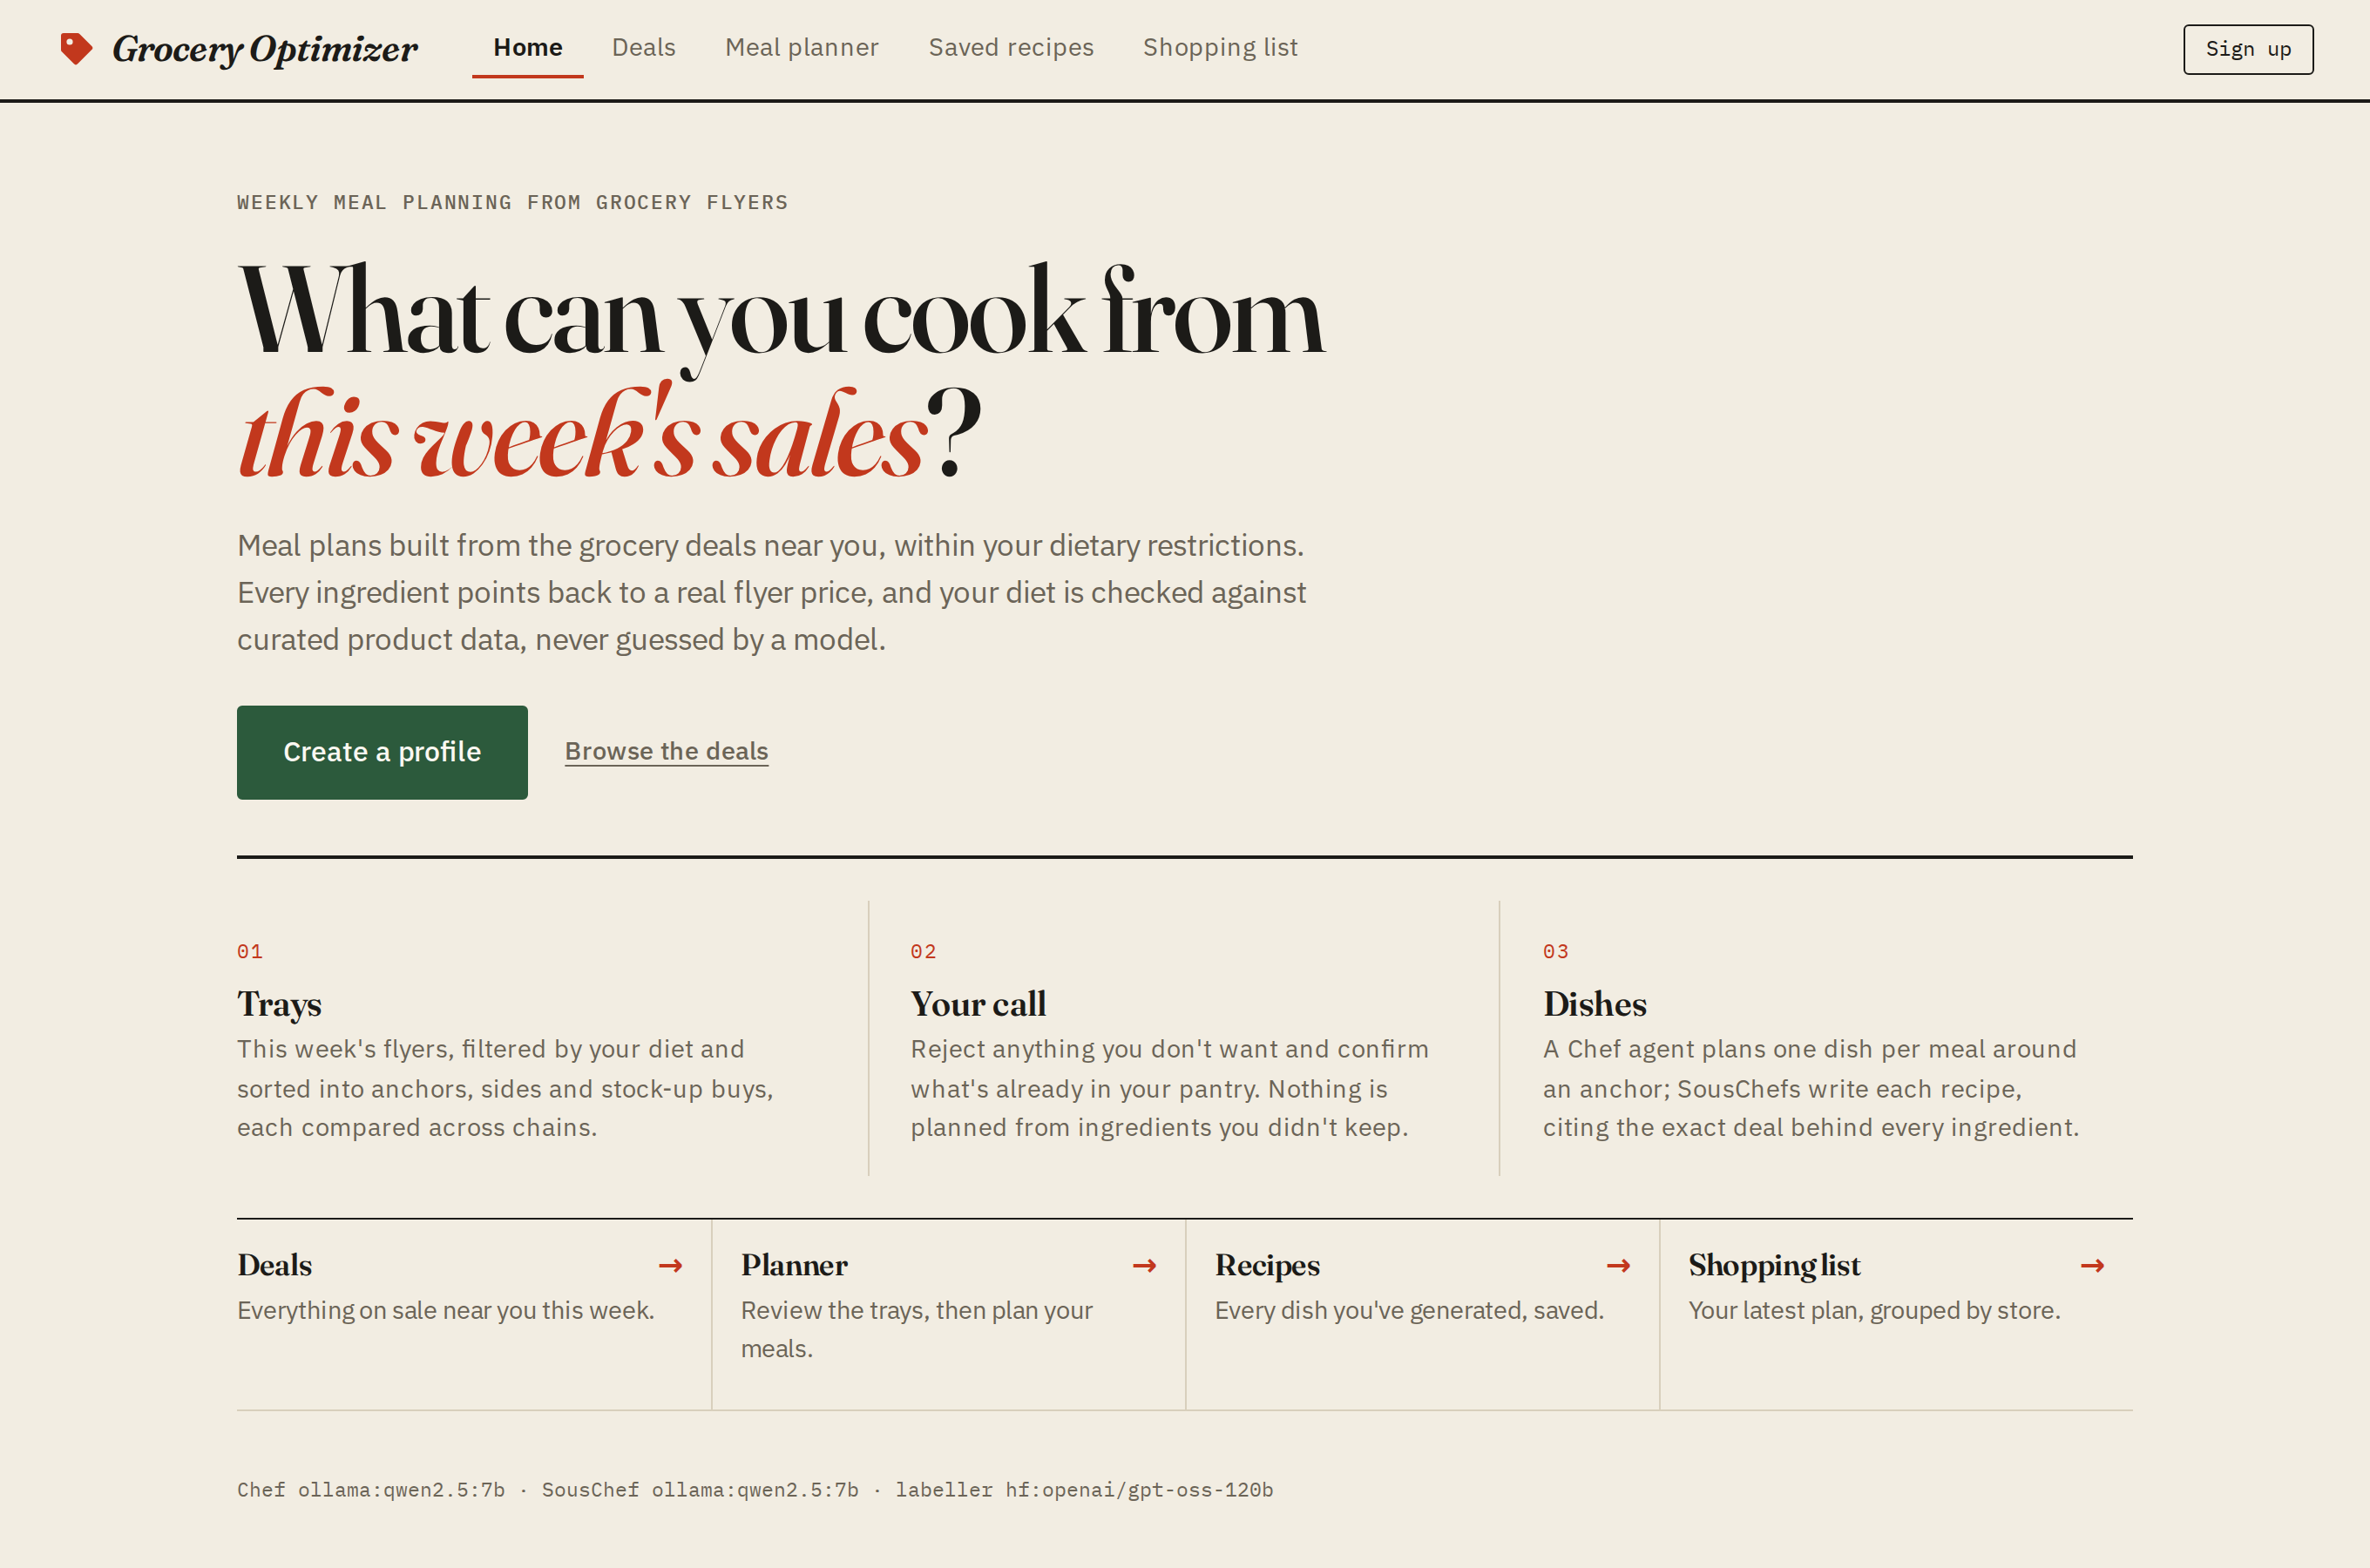 Grocery Optimizer
Home
Deals
Meal planner
Saved recipes
Shopping list
Sign up
WEEKLY MEAL PLANNING FROM GROCERY FLYERS
What can you cook from
this week's sales?
Meal plans built from the grocery deals near you, within your dietary restrictions.
Every ingredient points back to a real flyer price, and your diet is checked against
curated product data, never guessed by a model.
Create a profile
Browse the deals
01
Trays
This week's flyers, filtered by your diet and
sorted into anchors, sides and stock-up buys,
each compared across chains.
02
Your call
Reject anything you don't want and confirm
what's already in your pantry. Nothing is
planned from ingredients you didn't keep.
03
Dishes
A Chef agent plans one dish per meal around
an anchor; SousChefs write each recipe,
citing the exact deal behind every ingredient.
Deals →
Everything on sale near you this week.
Planner →
Review the trays, then plan your
meals.
Recipes →
Every dish you've generated, saved.
Shopping list →
Your latest plan, grouped by store.
Chef ollama:qwen2.5:7b · SousChef ollama:qwen2.5:7b · labeller hf:openai/gpt-oss-120b